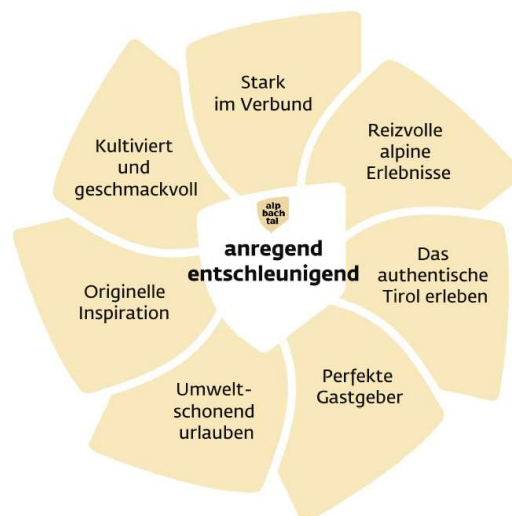 Stark
im Verbund
Reizvolle
alpine
Erlebnisse
Das
authentische
Tirol erleben
Perfekte
Gastgeber
Umwelt-
schonend
urlauben
Originelle
Inspiration
Kultiviert
und
geschmackvoll
alp
bach
tal
anregend
entschleunigend